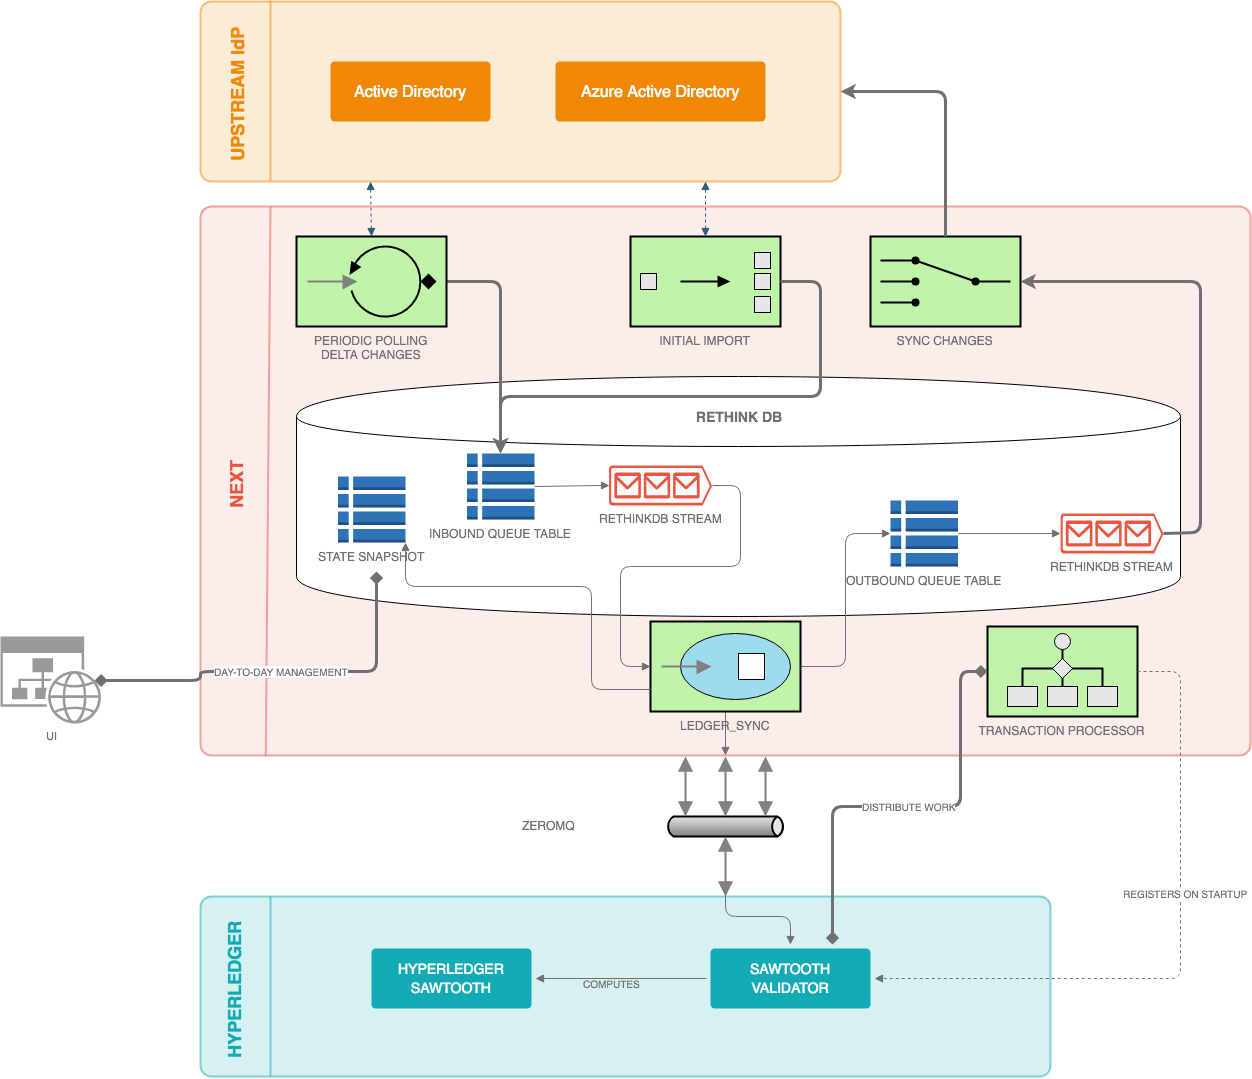 UPSTREAM IdP
Active Directory
Azure Active Directory
NEXT
PERIODIC POLLING
DELTA CHANGES
INITIAL IMPORT
SYNC CHANGES
RETHINK DB
STATE SNAPSHOT
INBOUND QUEUE TABLE
RETHINKDB STREAM
OUTBOUND QUEUE TABLE
RETHINKDB STREAM
DAY-TO-DAY MANAGEMENT
UI
LEDGER_SYNC
TRANSACTION PROCESSOR
DISTRIBUTE WORK
ZEROMQ
REGISTERS ON STARTUP
HYPERLEDGER
HYPERLEDGER
SAWTOOTH
COMPUTES
SAWTOOTH
VALIDATOR